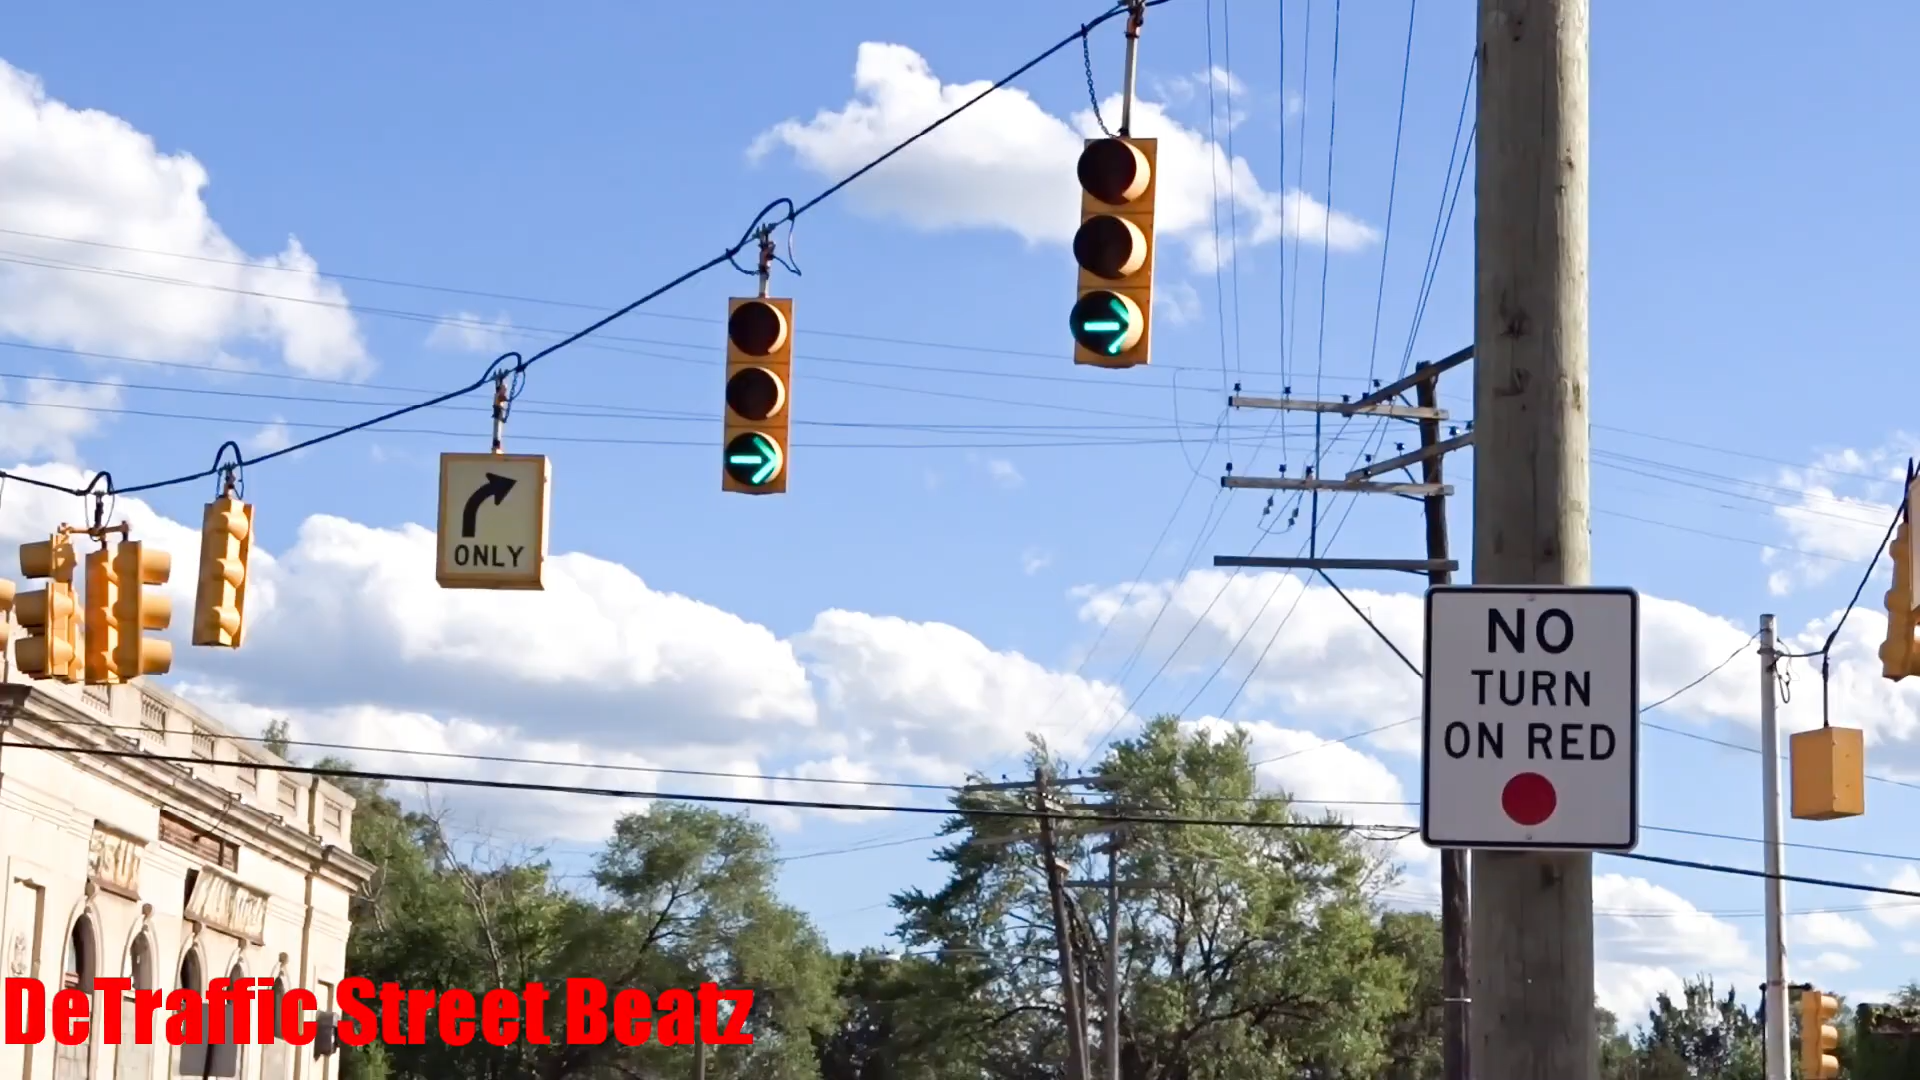 ONLY
NO
TURN
ON RED
DeTraffic Street Beatz